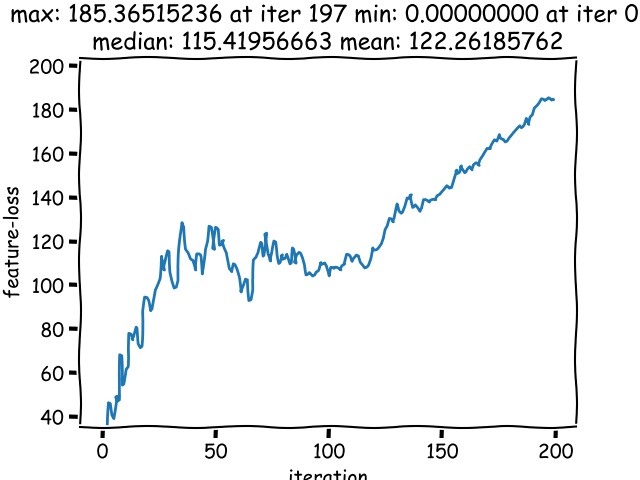 max: 185.36515236 at iter 197 min: 0.00000000 at iter 0
median: 115.41956663 mean: 122.26185762
200
180
160
140
120
100
80
60
40
feature-loss
0 50 100 150 200
iteration